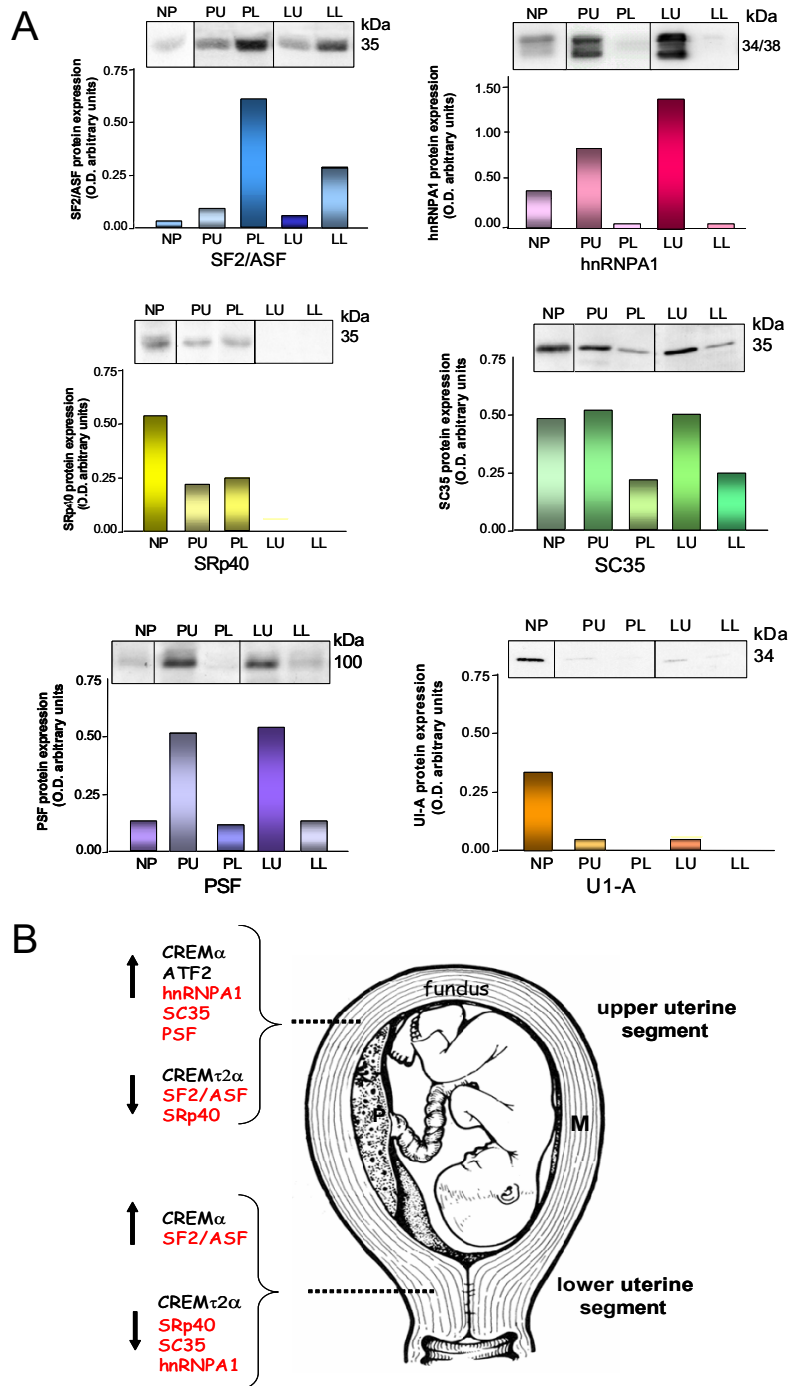 A
NP PU PL LU LL kDa
35
SF2/ASF protein expression
(O.D. arbitrary units)
0.75
0.50
0.25
0.00
NP PU PL LU LL
SF2/ASF
NP PU PL LU LL kDa
34/38
hnRNPA1 protein expression
(O.D. arbitrary units)
1.50
1.00
0.50
0.00
NP PU PL LU LL
hnRNPA1
NP PU PL LU LL kDa
35
SRp40 protein expression
(O.D. arbitrary units)
0.75
0.50
0.25
0.00
NP PU PL LU LL
SRp40
NP PU PL LU LL kDa
35
SC35 protein expression
(O.D. arbitrary units
0.75
0.50
0.25
0.00
NP PU PL LU LL
SC35
NP PU PL LU LL kDa
100
PSF protein expression
(O.D. arbitrary units)
0.75
0.50
0.25
0.00
NP PU PL LU LL
PSF
NP PU PL LU LL kDa
34
UI-A protein expression
(O.D. arbitrary units)
0.75
0.50
0.25
0.00
NP PU PL LU LL
U1-A
B
CREMα
ATF2
hnRNPA1
SC35
PSF
CREMτ2α
SF2/ASF
SRp40
CREMα
SF2/ASF
CREMτ2α
SRp40
SC35
hnRNPA1
fundus
P
M
upper uterine
segment
lower uterine
segment